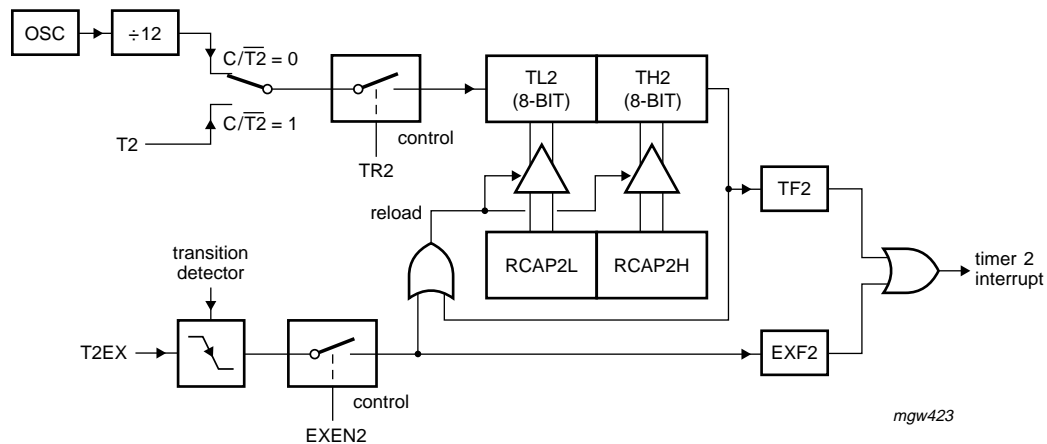 OSC
÷12
C/T2̅ = 0
C/T2̅ = 1
T2
control
TR2
TL2
(8-BIT)
TH2
(8-BIT)
reload
TF2
transition
detector
RCAP2L
RCAP2H
timer 2
interrupt
T2EX
EXF2
control
EXEN2
mgw423